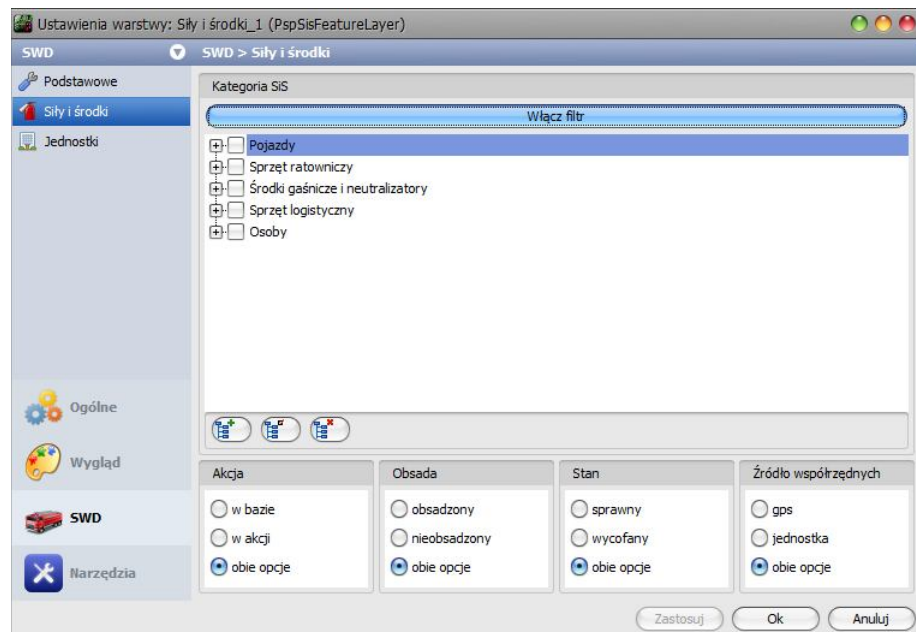 Ustawienia warstwy: Siły i środki_1 (PspSisFeatureLayer)
SWD
SWD > Siły i środki
Podstawowe
Siły i środki
Jednostki
Kategoria SiS
Włącz filtr
Pojazdy
Sprzęt ratowniczy
Środki gaśnicze i neutralizatory
Sprzęt logistyczny
Osoby
Ogólne
Wygląd
SWD
Narzędzia
Akcja
w bazie
w akcji
obie opcje
Obsada
obsadzony
nieobsadzony
obie opcje
Stan
sprawny
wycofany
obie opcje
Źródło współrzędnych
gps
jednostka
obie opcje
Zastosuj
Ok
Anuluj